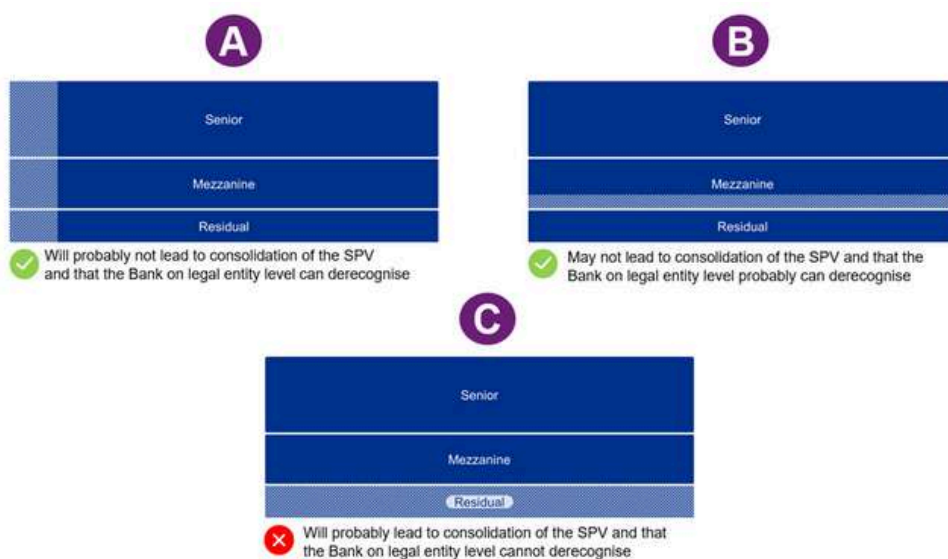 A
Senior
Mezzanine
Residual
Will probably not lead to consolidation of the SPV
and that the Bank on legal entity level can derecognise
B
Senior
Mezzanine
Residual
May not lead to consolidation of the SPV and that the
Bank on legal entity level probably can derecognise
C
Senior
Mezzanine
Residual
Will probably lead to consolidation of the SPV and that
the Bank on legal entity level cannot derecognise